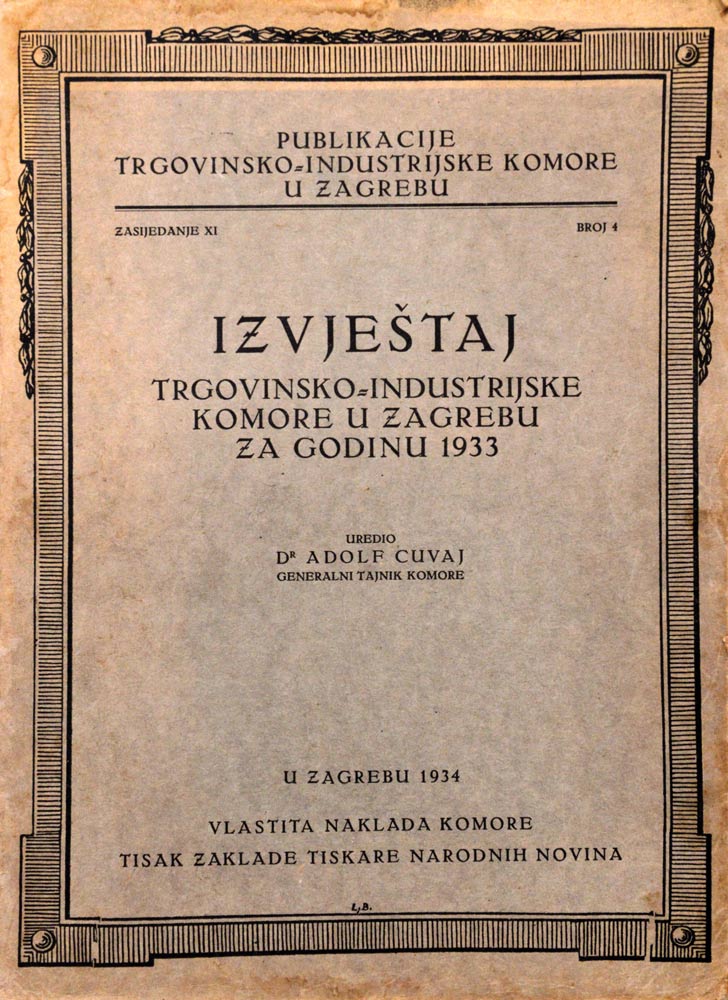 PUBLIKACIJE
TRGOVINSKO-INDUSTRIJSKE KOMORE
U ZAGREBU
ZASIJEDANJE XI
BROJ 4
IZVJEŠTAJ
TRGOVINSKO-INDUSTRIJSKE
KOMORE U ZAGREBU
ZA GODINU 1933
UREDIO
DR ADOLF CUVAJ
GENERALNI TAJNIK KOMORE
U ZAGREBU 1934
VLASTITA NAKLADA KOMORE
TISAK ZAKLADE TISKARE NARODNIH NOVINA
Lj.B.